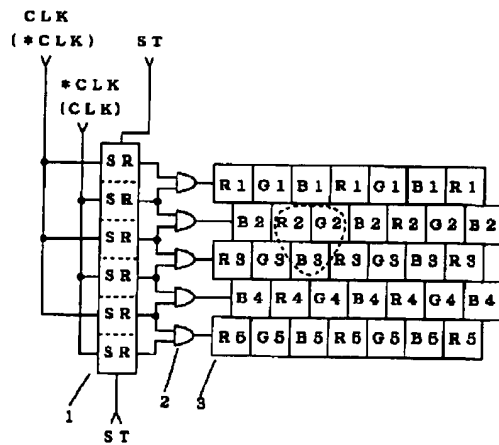 CLK
(*CLK)
ST
*CLK
(CLK)
SR
SR
SR
SR
SR
SR
R1 G1 B1 R1 G1 B1 R1
B2 R2 G2 B2 R2 G2 B2
R3 G3 B3 R3 G3 B3 R3
B4 R4 G4 B4 R4 G4 B4
R5 G5 B5 R5 G5 B5 R5
1 2 3
ST